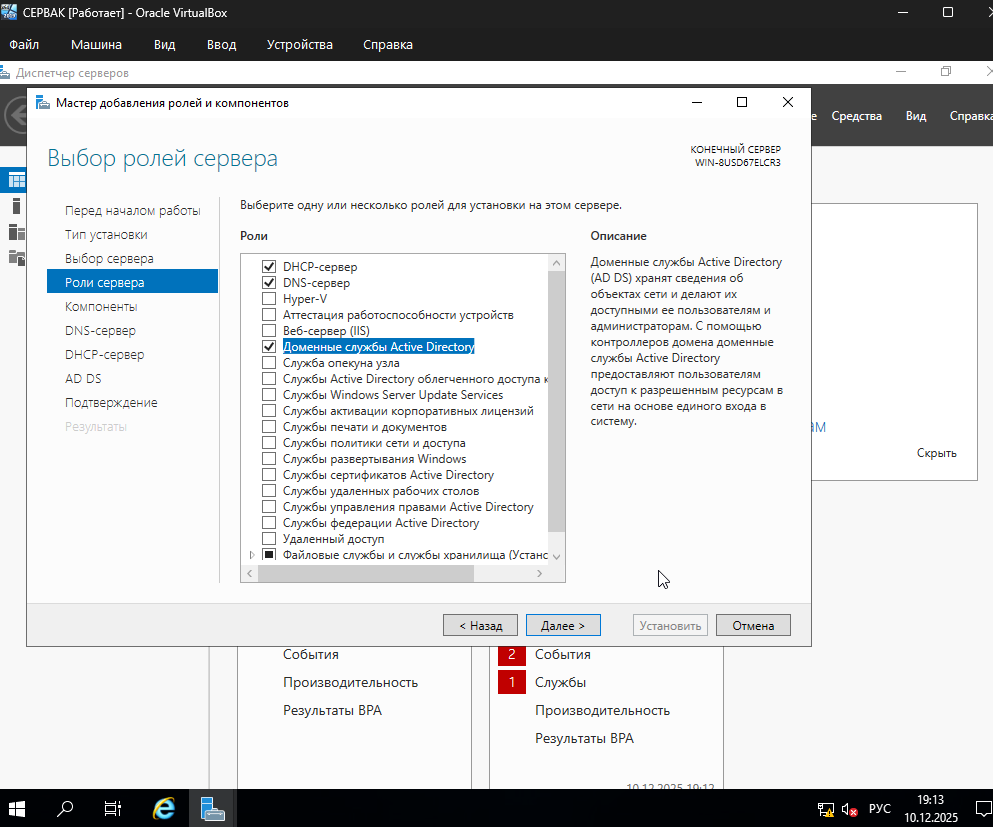 СЕРВАК [Работает] - Oracle VirtualBox
Файл Машина Вид Ввод Устройства Справка
Диспетчер серверов
Мастер добавления ролей и компонентов
Средства Вид Справка
Выбор ролей сервера
КОНЕЧНЫЙ СЕРВЕР
WIN-8USD67ELCR3
Перед началом работы
Тип установки
Выбор сервера
Роли сервера
Компоненты
DNS-сервер
DHCP-сервер
AD DS
Подтверждение
Результаты
Выберите одну или несколько ролей для установки на этом сервере.
Роли
DHCP-сервер
DNS-сервер
Hyper-V
Аттестация работоспособности устройств
Веб-сервер (IIS)
Доменные службы Active Directory
Служба опекуна узла
Службы Active Directory облегченного доступа к
Службы Windows Server Update Services
Службы активации корпоративных лицензий
Службы печати и документов
Службы политики сети и доступа
Службы развертывания Windows
Службы сертификатов Active Directory
Службы удаленных рабочих столов
Службы управления правами Active Directory
Службы федерации Active Directory
Удаленный доступ
Файловые службы и службы хранилища (Устано
Описание
Доменные службы Active Directory
(AD DS) хранят сведения об
объектах сети и делают их
доступными ее пользователям и
администраторам. С помощью
контроллеров домена доменные
службы Active Directory
предоставляют пользователям
доступ к разрешенным ресурсам в
сети на основе единого входа в
систему.
Скрыть
< Назад Далее > Установить Отмена
События
Производительность
Результаты BPA
2 События
1 Службы
Производительность
Результаты BPA
10.12.2025 19:12
РУС
19:13
10.12.2025